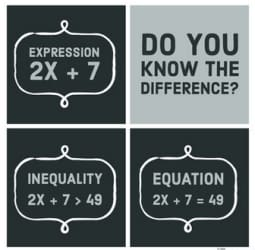 EXPRESSION
2X + 7
DO YOU
KNOW THE
DIFFERENCE?
INEQUALITY
2X + 7 > 49
EQUATION
2X + 7 = 49